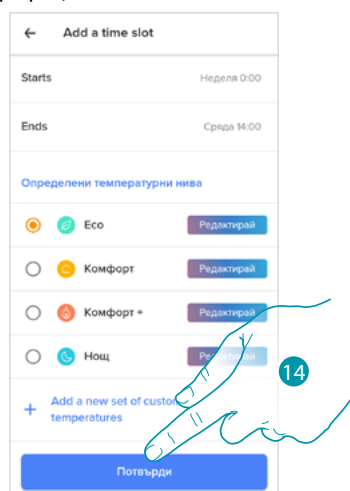 Add a time slot
Starts Неделя 0:00
Ends Сряда 14:00
Определени температурни нива
Eco Редактирай
Комфорт Редактирай
Комфорт + Редактирай
Нощ
+ Add a new set of custom
temperatures
14
Потвърди